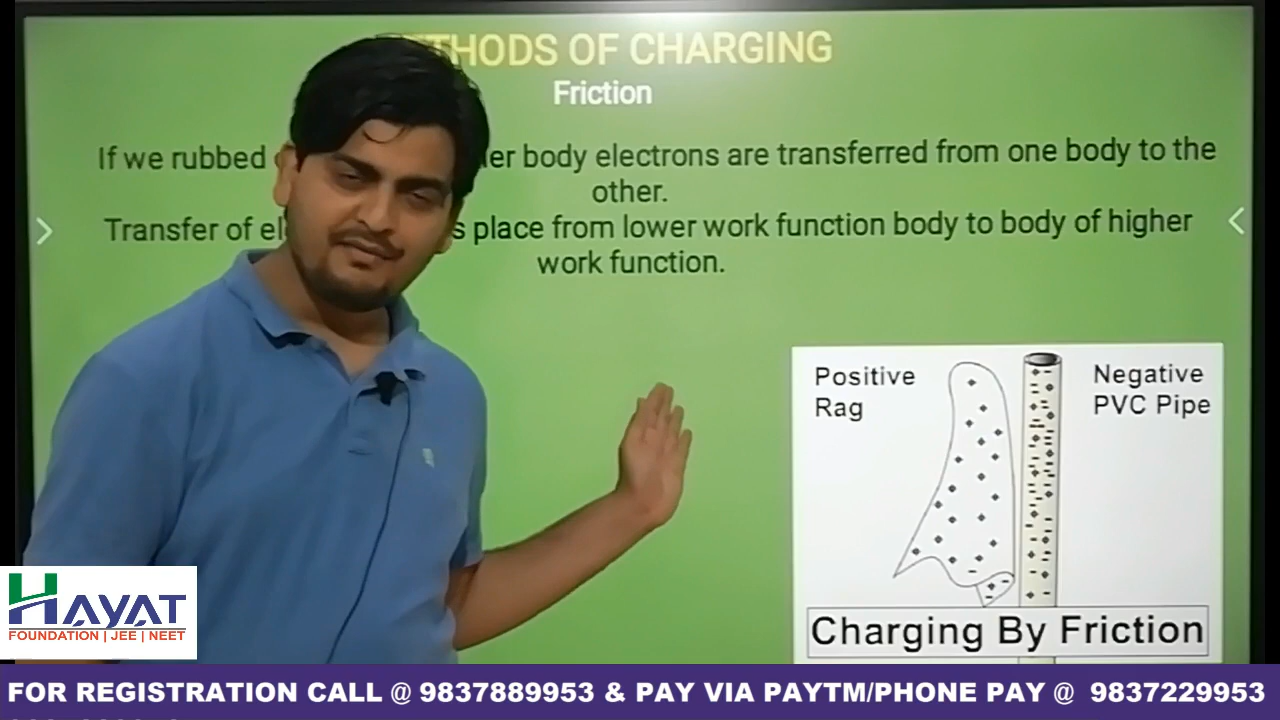 THODS OF CHARGING
Friction
If we rubbed er body electrons are transferred from one body to the
other.
Transfer of el s place from lower work function body to body of higher
work function.
Positive
Rag
Negative
PVC Pipe
Charging By Friction
HAYAT
FOUNDATION | JEE | NEET
FOR REGISTRATION CALL @ 9837889953 & PAY VIA PAYTM/PHONE PAY @ 9837229953